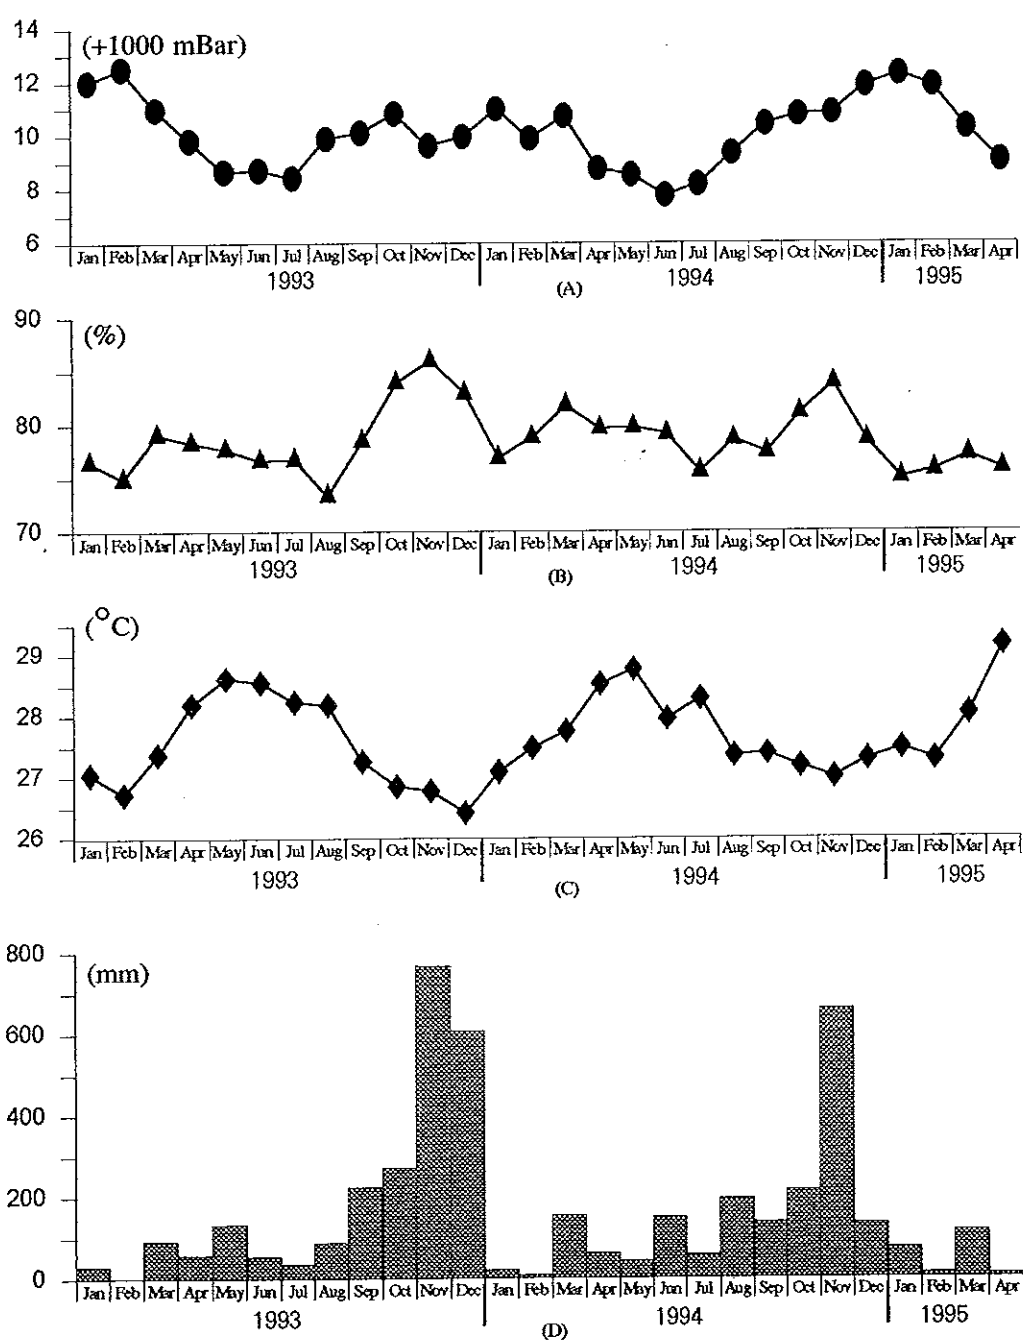 14
(+1000 mBar)
12
10
8
6
Jan Feb Mar Apr May Jun Jul Aug Sep Oct Nov Dec Jan Feb Mar Apr May Jun Jul Aug Sep Oct Nov Dec Jan Feb Mar Apr
1993 1994 1995
(A)
90
(%)
80
70
Jan Feb Mar Apr May Jun Jul Aug Sep Oct Nov Dec Jan Feb Mar Apr May Jun Jul Aug Sep Oct Nov Dec Jan Feb Mar Apr
1993 1994 1995
(B)
(°C)
29
28
27
26
Jan Feb Mar Apr May Jun Jul Aug Sep Oct Nov Dec Jan Feb Mar Apr May Jun Jul Aug Sep Oct Nov Dec Jan Feb Mar Apr
1993 1994 1995
(C)
800
(mm)
600
400
200
0
Jan Feb Mar Apr May Jun Jul Aug Sep Oct Nov Dec Jan Feb Mar Apr May Jun Jul Aug Sep Oct Nov Dec Jan Feb Mar Apr
1993 1994 1995
(D)